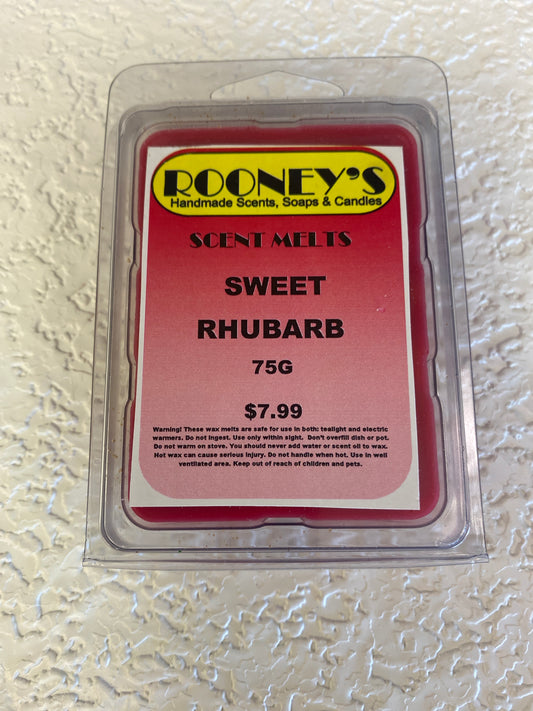 ROONEY'S
Handmade Scents, Soaps & Candles
SCENT MELTS
SWEET
RHUBARB
75G
$7.99
Warning! These wax melts are safe for use in both: tealight and electric
warmers. Do not ingest. Use only within sight. Don't overfill dish or pot.
Do not warm on stove. You should never add water or scent oil to wax.
Hot wax can cause serious injury. Do not handle when hot. Use in well
ventilated area. Keep out of reach of children and pets.